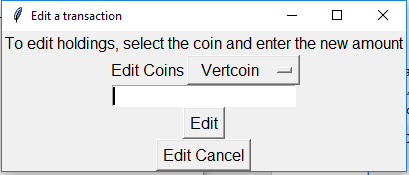 Edit a transaction
To edit holdings, select the coin and enter the new amount
Edit Coins Vertcoin
Edit
Edit Cancel